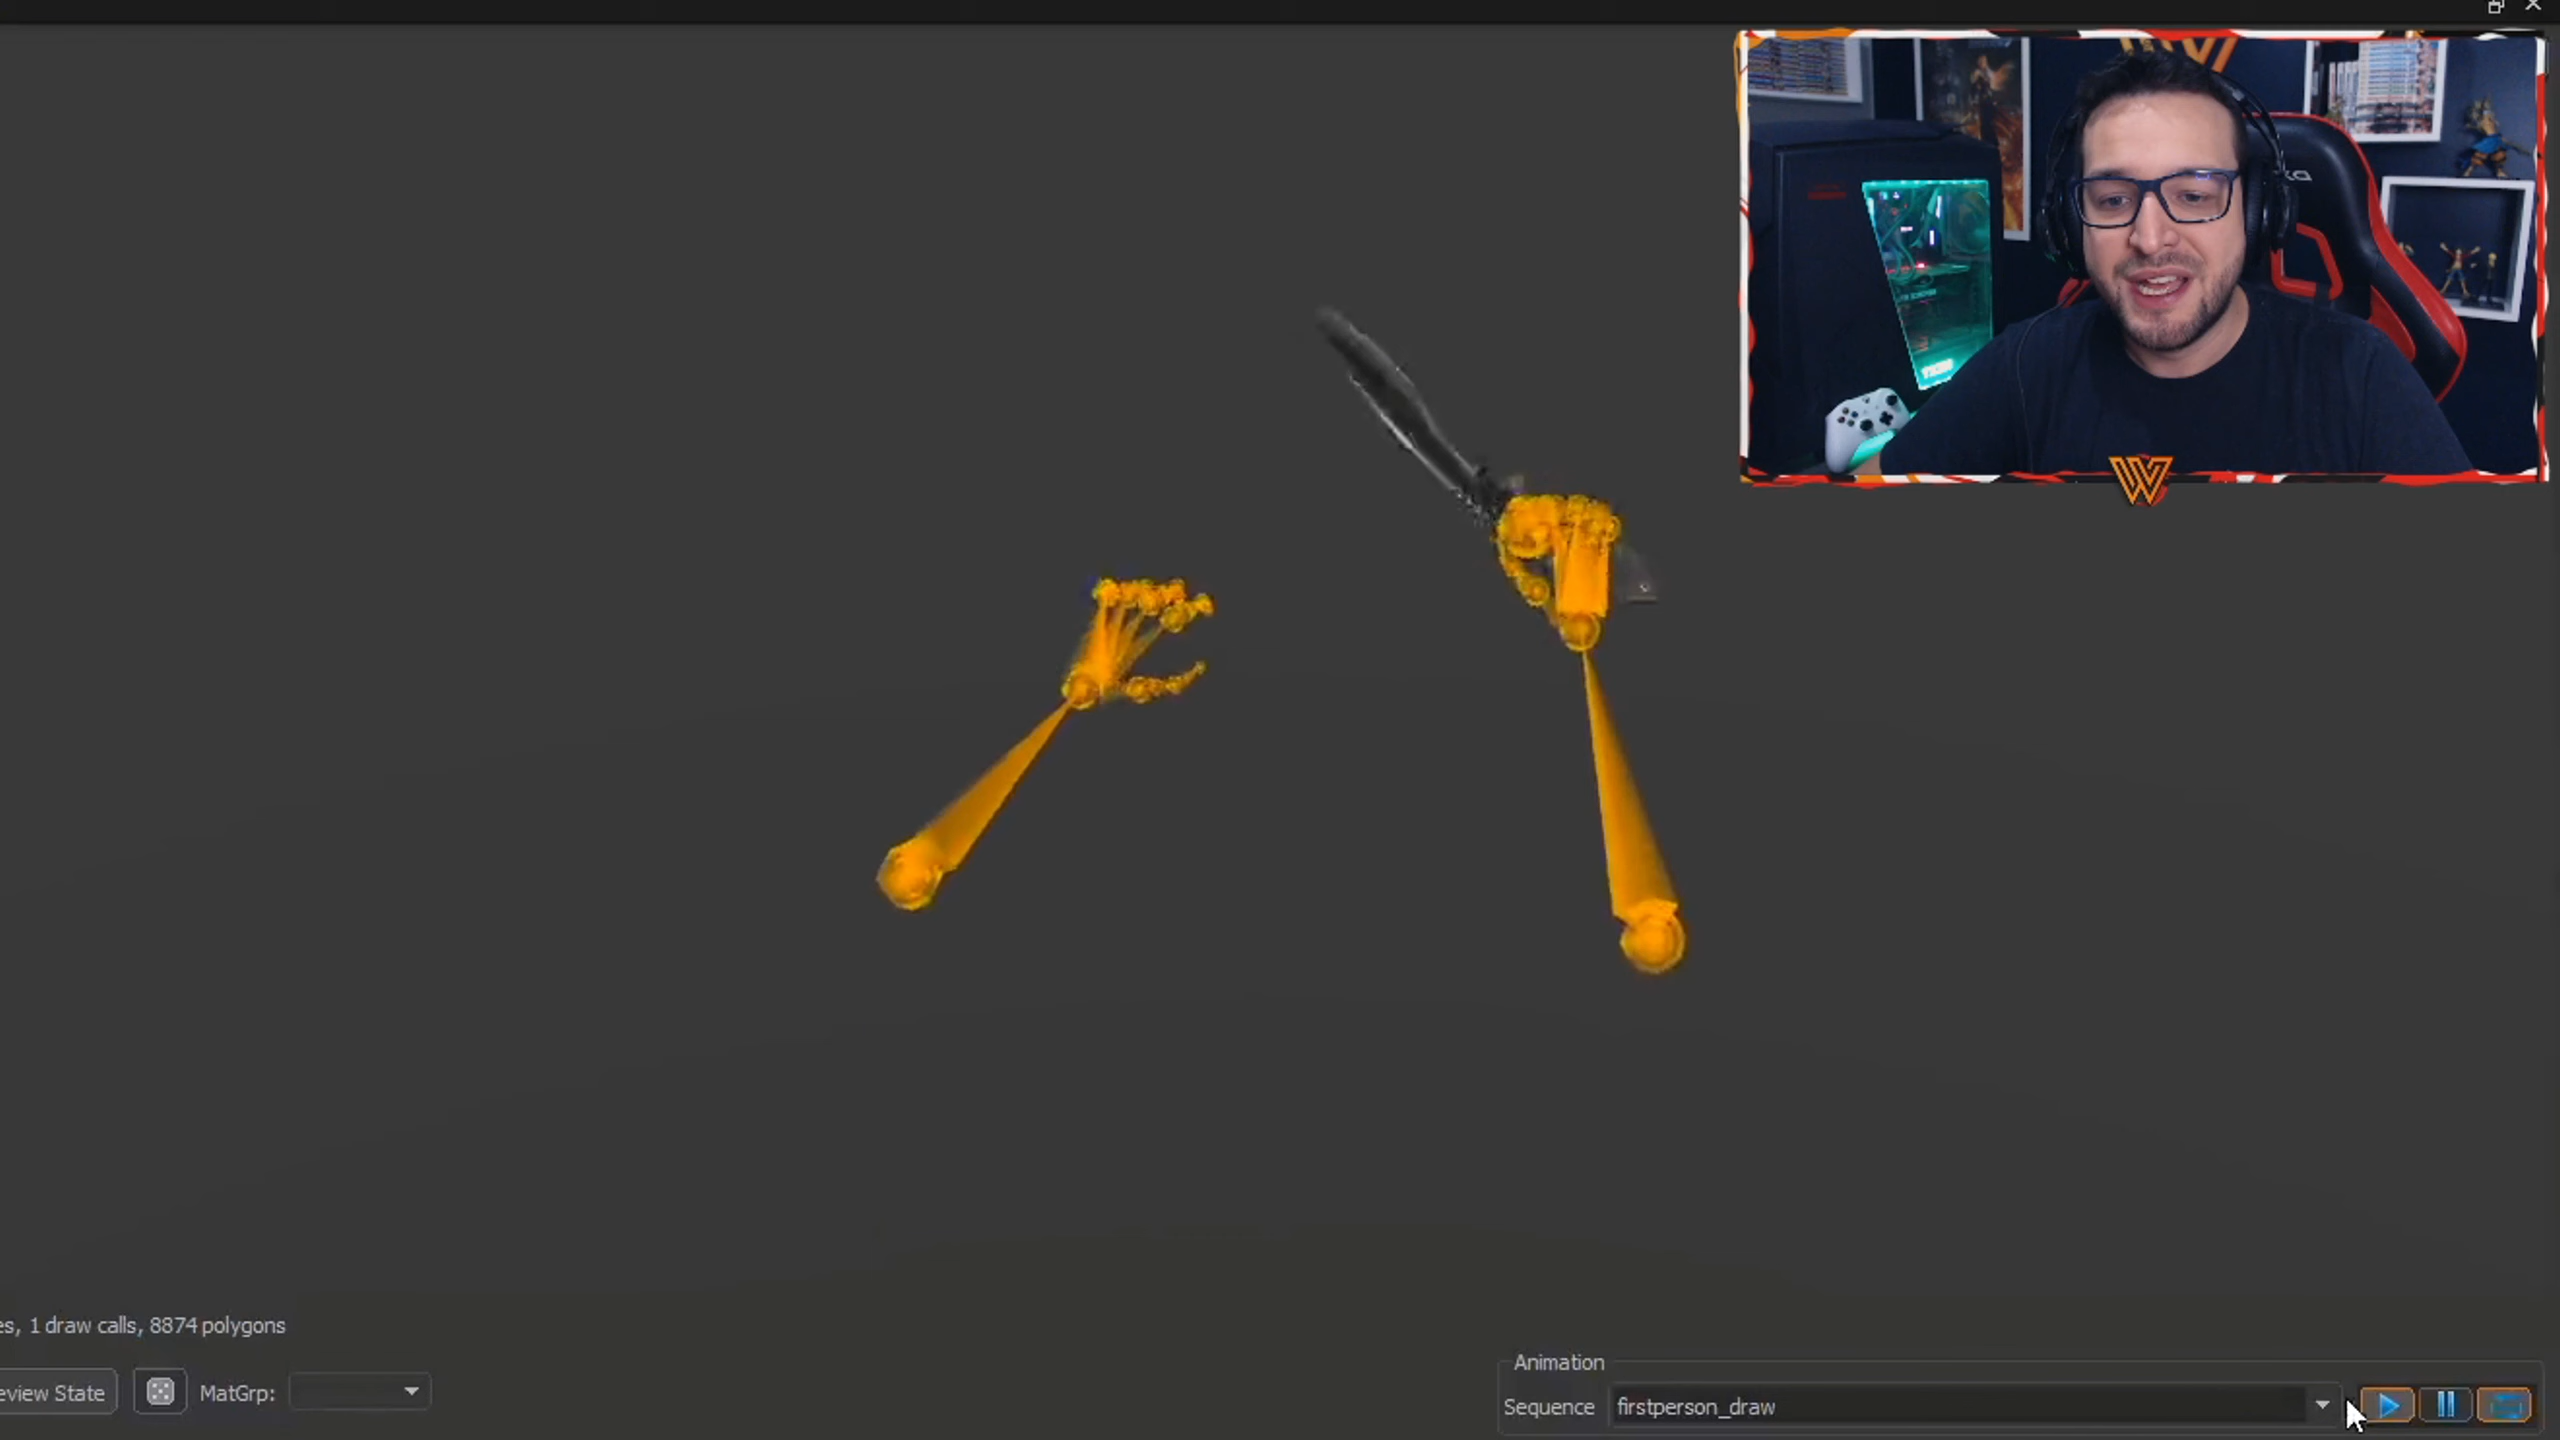 es, 1 draw calls, 8874 polygons
eview State
MatGrp:
Animation
Sequence
firstperson_draw